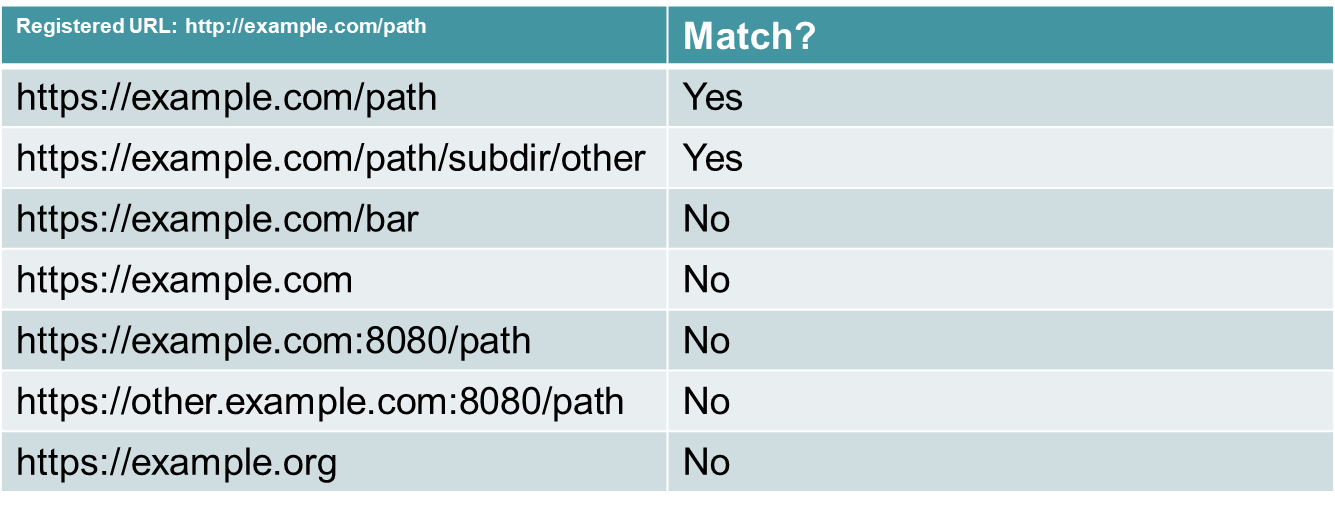 Registered URL: http://example.com/path Match?
https://example.com/path Yes
https://example.com/path/subdir/other Yes
https://example.com/bar No
https://example.com No
https://example.com:8080/path No
https://other.example.com:8080/path No
https://example.org No